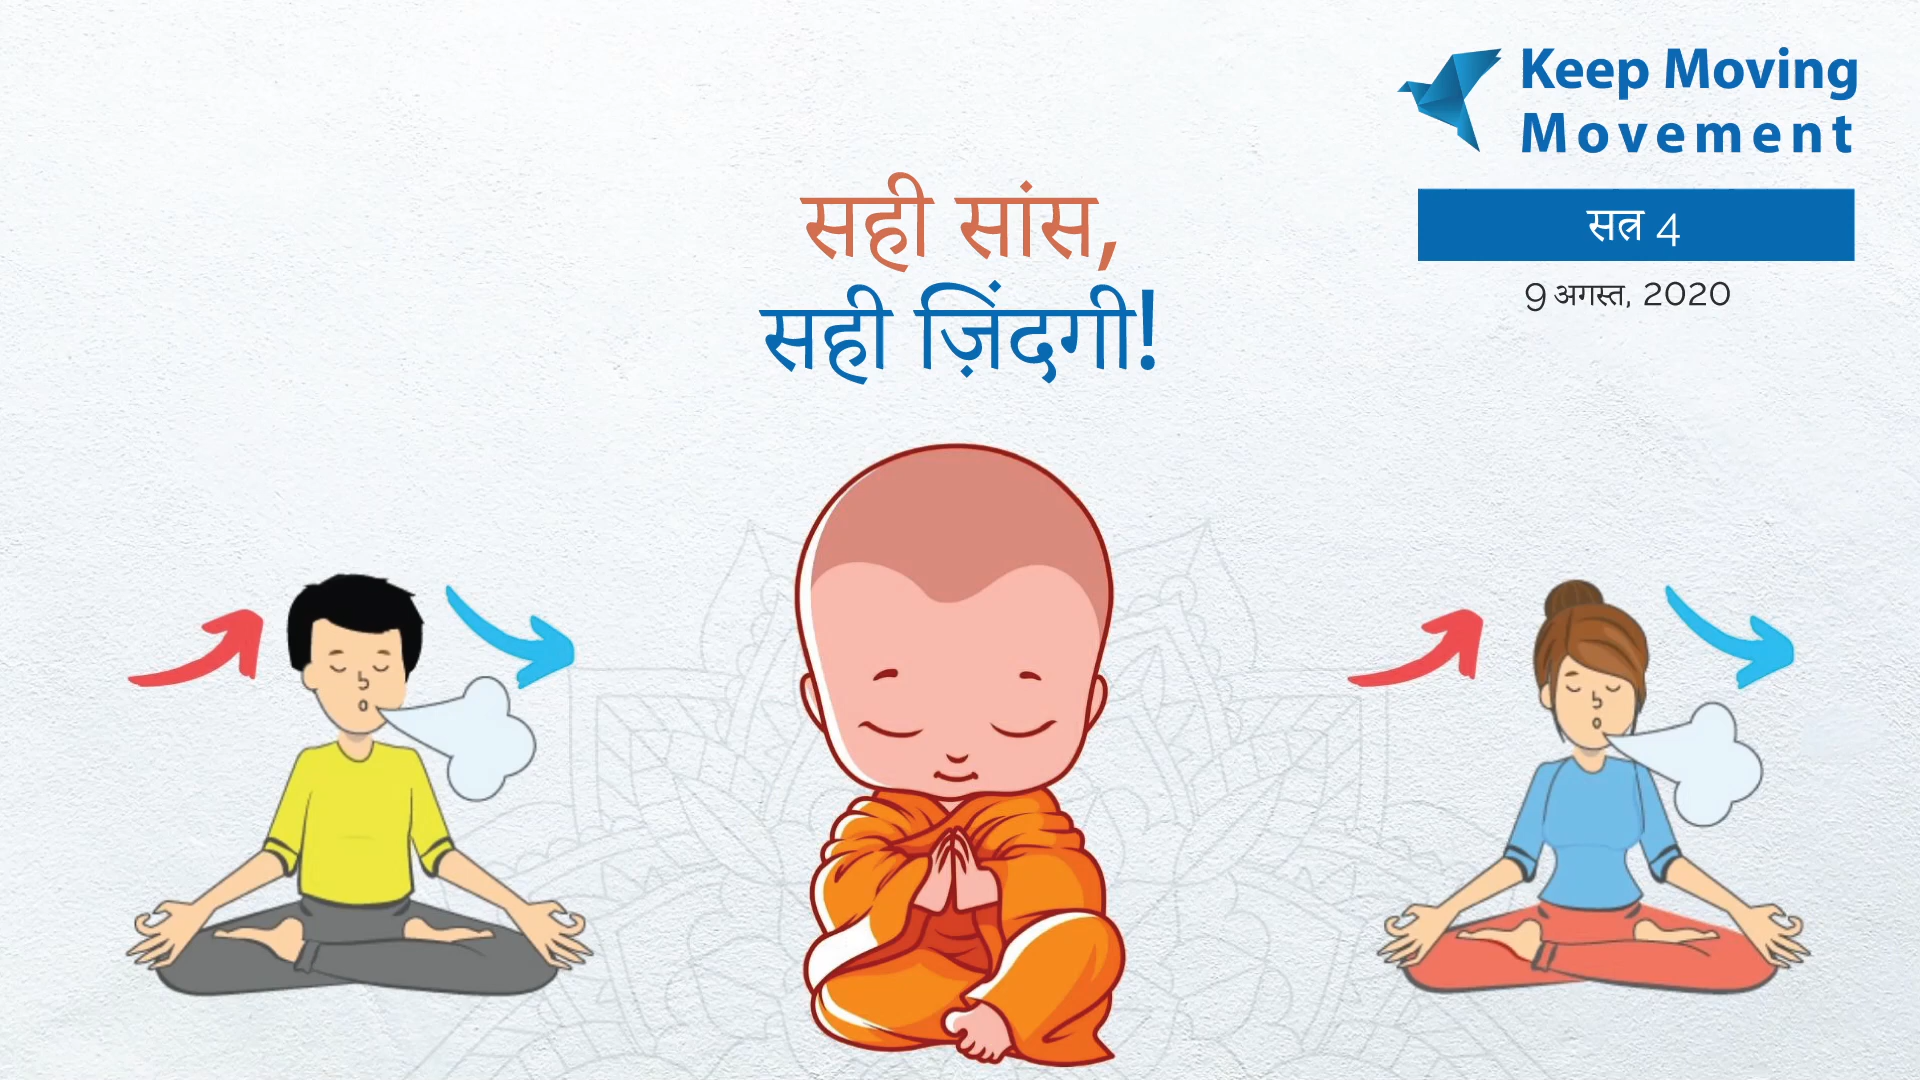 Keep Moving
Movement
सही सांस,
सही ज़िंदगी!
सत्र 4
9 अगस्त, 2020